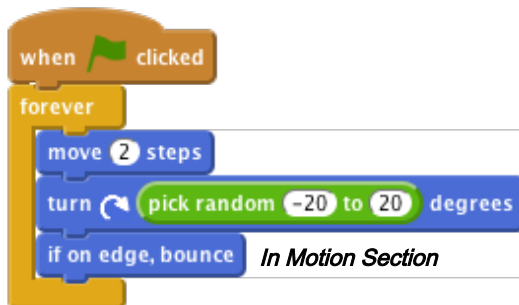 when clicked
forever
move 2 steps
turn pick random -20 to 20 degrees
if on edge, bounce In Motion Section